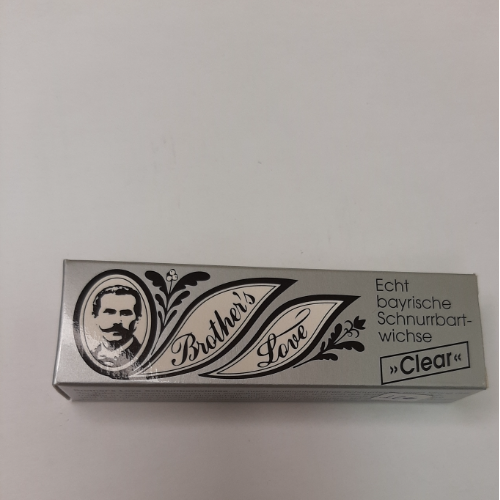 Brother's
Love
Echt
bayrische
Schnurrbart-
wichse
»Clear«